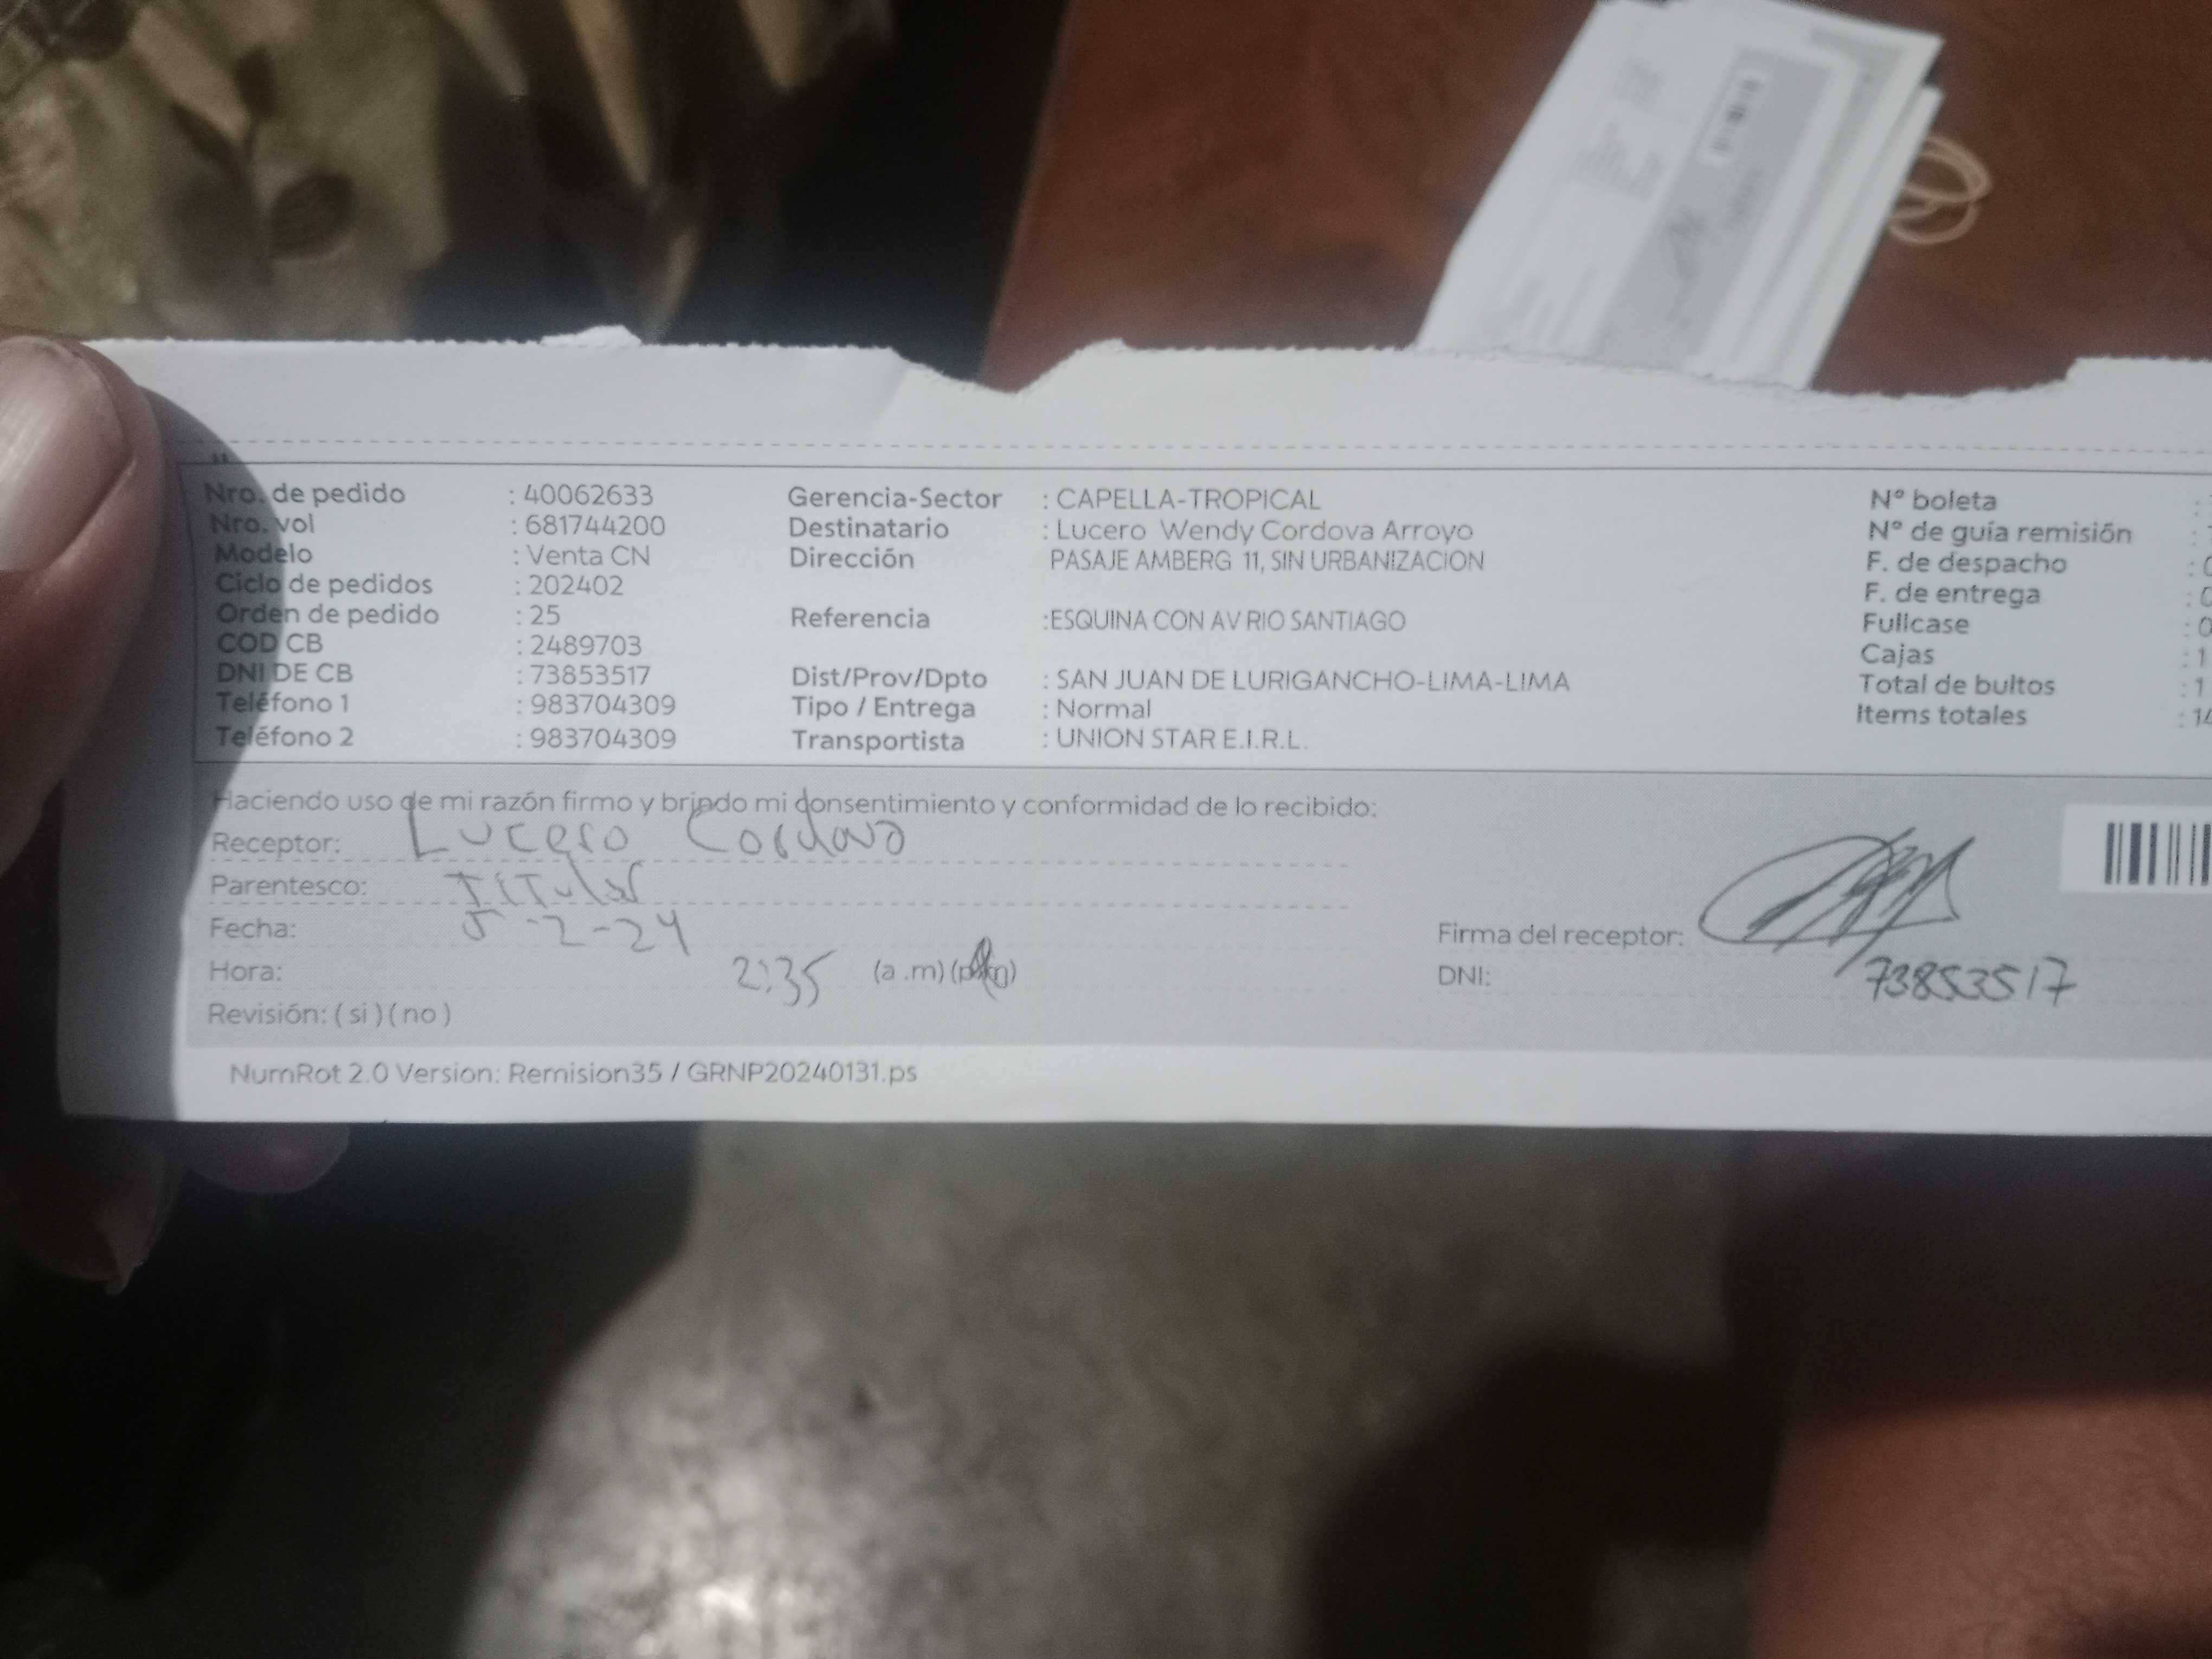 Nro. de pedido : 40062633 Gerencia-Sector : CAPELLA-TROPICAL Nº boleta :
Nro. vol : 681744200 Destinatario : Lucero Wendy Cordova Arroyo Nº de guía remisión :
Modelo : Venta CN Dirección PASAJE AMBERG 11, SIN URBANIZACION F. de despacho : 0
Ciclo de pedidos : 202402 F. de entrega : 0
Orden de pedido : 25 Referencia :ESQUINA CON AV RIO SANTIAGO Fullcase : 0
COD CB : 2489703 Cajas : 1
DNI DE CB : 73853517 Dist/Prov/Dpto : SAN JUAN DE LURIGANCHO-LIMA-LIMA Total de bultos : 1
Teléfono 1 : 983704309 Tipo / Entrega : Normal Items totales : 14
Teléfono 2 : 983704309 Transportista : UNION STAR E.I.R.L.
Haciendo uso de mi razón firmo y brindo mi consentimiento y conformidad de lo recibido:
Receptor: Lucero Cordova
Parentesco: Titular
Fecha: 5-2-24 Firma del receptor:
Hora: 2:35 (a.m) (p.m) DNI: 73853517
Revisión: ( si ) ( no )
NumRot 2.0 Version: Remision35 / GRNP20240131.ps